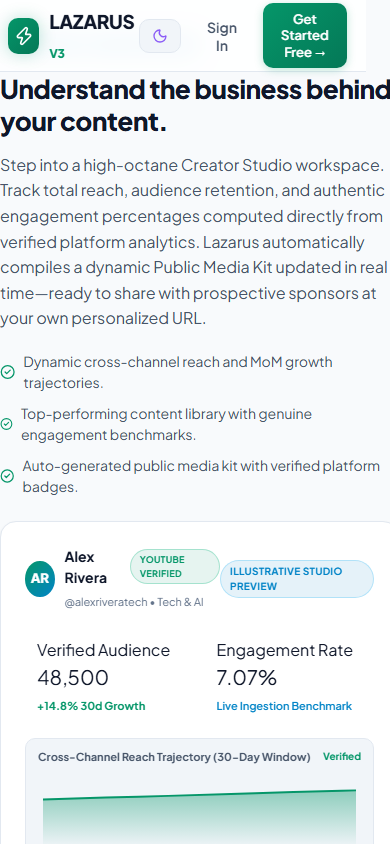 LAZARUS
V3
Sign
In
Get
Started
Free →
Understand the business behind
your content.
Step into a high-octane Creator Studio workspace.
Track total reach, audience retention, and authentic
engagement percentages computed directly from
verified platform analytics. Lazarus automatically
compiles a dynamic Public Media Kit updated in real
time—ready to share with prospective sponsors at
your own personalized URL.
Dynamic cross-channel reach and MoM growth
trajectories.
Top-performing content library with genuine
engagement benchmarks.
Auto-generated public media kit with verified platform
badges.
AR
Alex
Rivera
YOUTUBE
VERIFIED
@alexriveratech • Tech & AI
ILLUSTRATIVE STUDIO
PREVIEW
Verified Audience
48,500
+14.8% 30d Growth
Engagement Rate
7.07%
Live Ingestion Benchmark
Cross-Channel Reach Trajectory (30-Day Window)
Verified